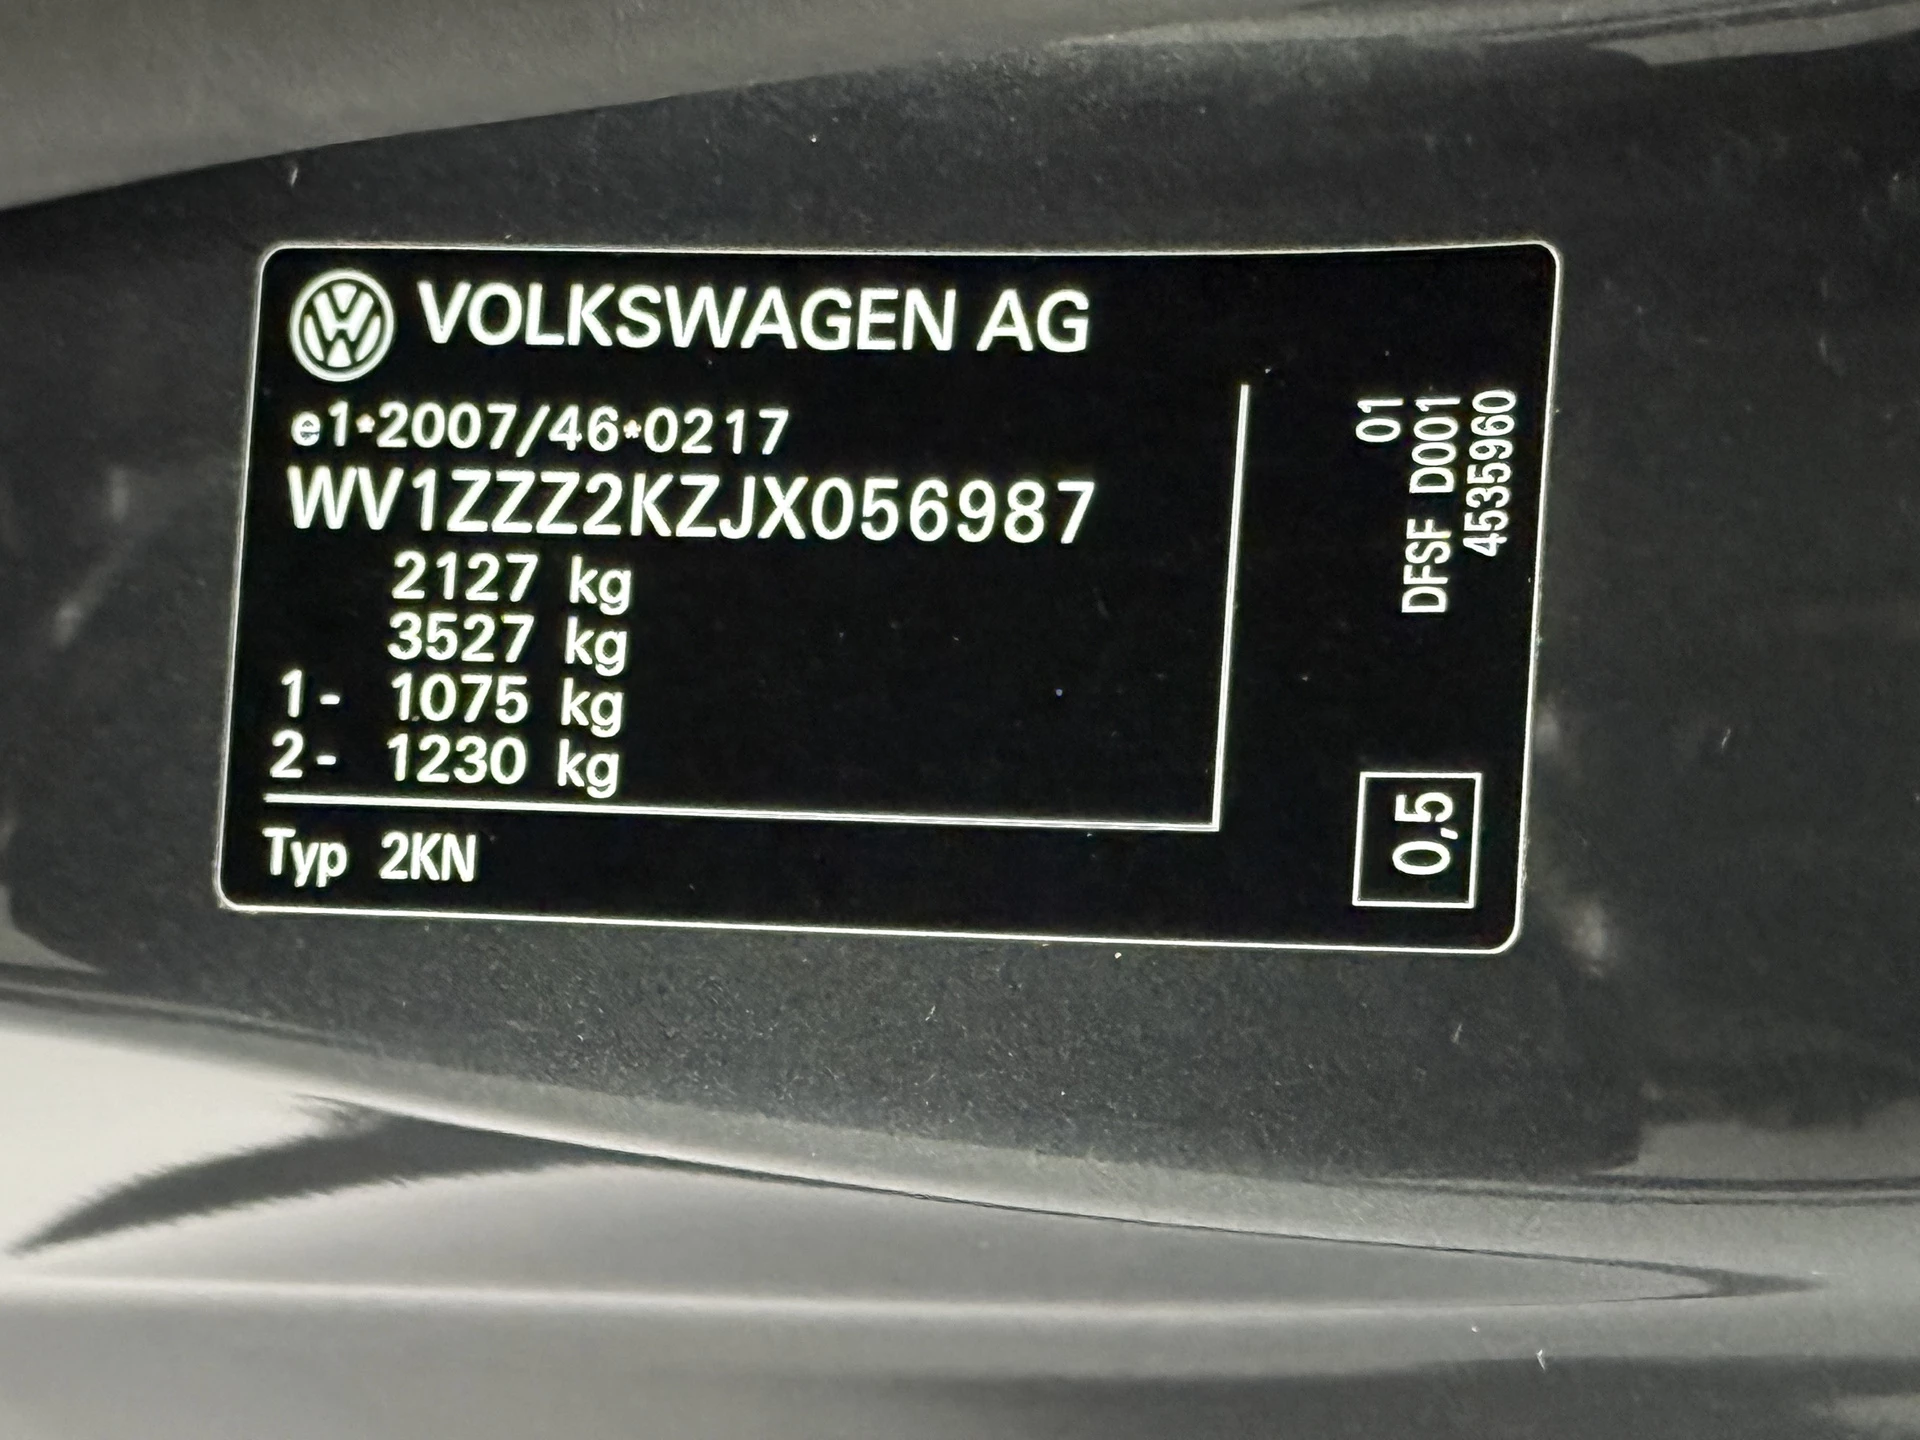 VOLKSWAGEN AG
e1*2007/46*0217
WV1ZZZ2KZJX056987
2127 kg
3527 kg
1- 1075 kg
2- 1230 kg
Typ 2KN
01
DFSF D001
4535960
0,5